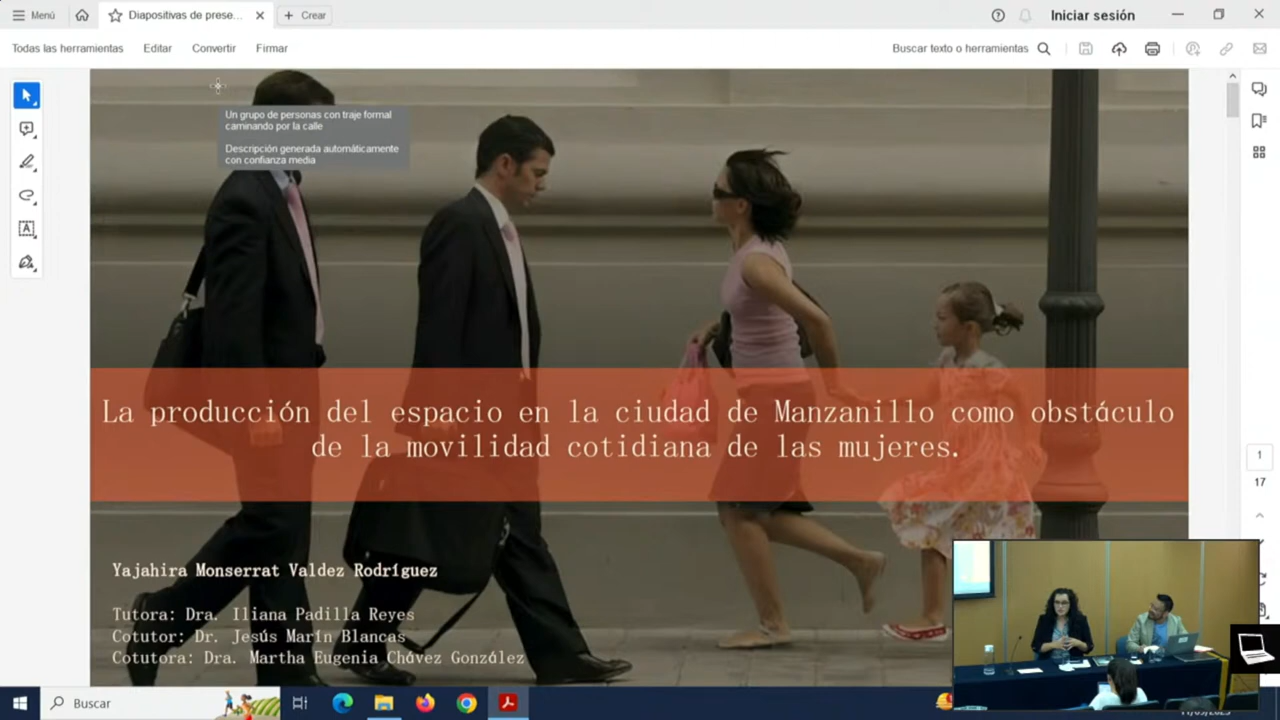 Menú
Diapositivas de prese...
Crear
Iniciar sesión
Todas las herramientas
Editar
Convertir
Firmar
Buscar texto o herramientas
Un grupo de personas con traje formal
caminando por la calle
Descripción generada automáticamente
con confianza media
La producción del espacio en la ciudad de Manzanillo como obstáculo
de la movilidad cotidiana de las mujeres.
1
17
Yajahira Monserrat Valdez Rodríguez
Tutora: Dra. Iliana Padilla Reyes
Cotutor: Dr. Jesús Marín Blancas
Cotutora: Dra. Martha Eugenia Chávez González
Buscar